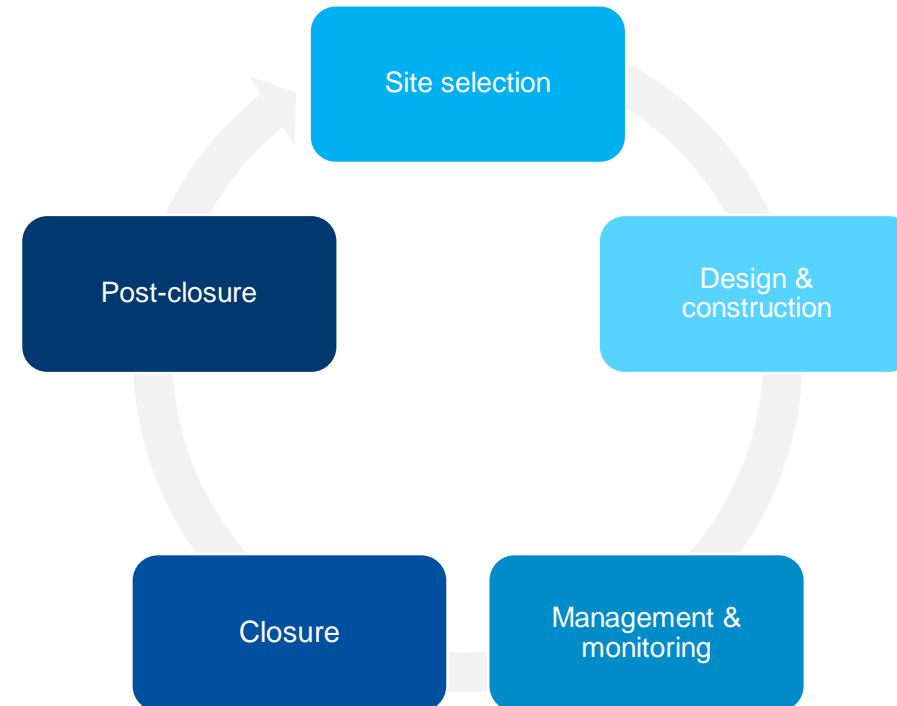 Site selection
Design &
construction
Management &
monitoring
Closure
Post-closure